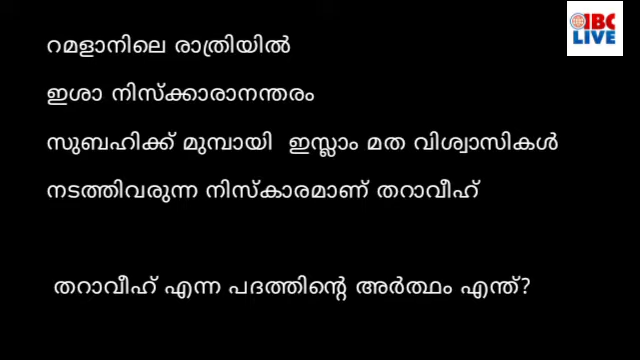 IBC
LIVE
റമളാനിലെ രാത്രിയിൽ
ഇശാ നിസ്ക്കാരാനന്തരം
സുബഹിക്ക് മുമ്പായി ഇസ്ലാം മത വിശ്വാസികൾ
നടത്തിവരുന്ന നിസ്കാരമാണ് തറാവീഹ്
തറാവീഹ് എന്ന പദത്തിന്റെ അർത്ഥം എന്ത്?